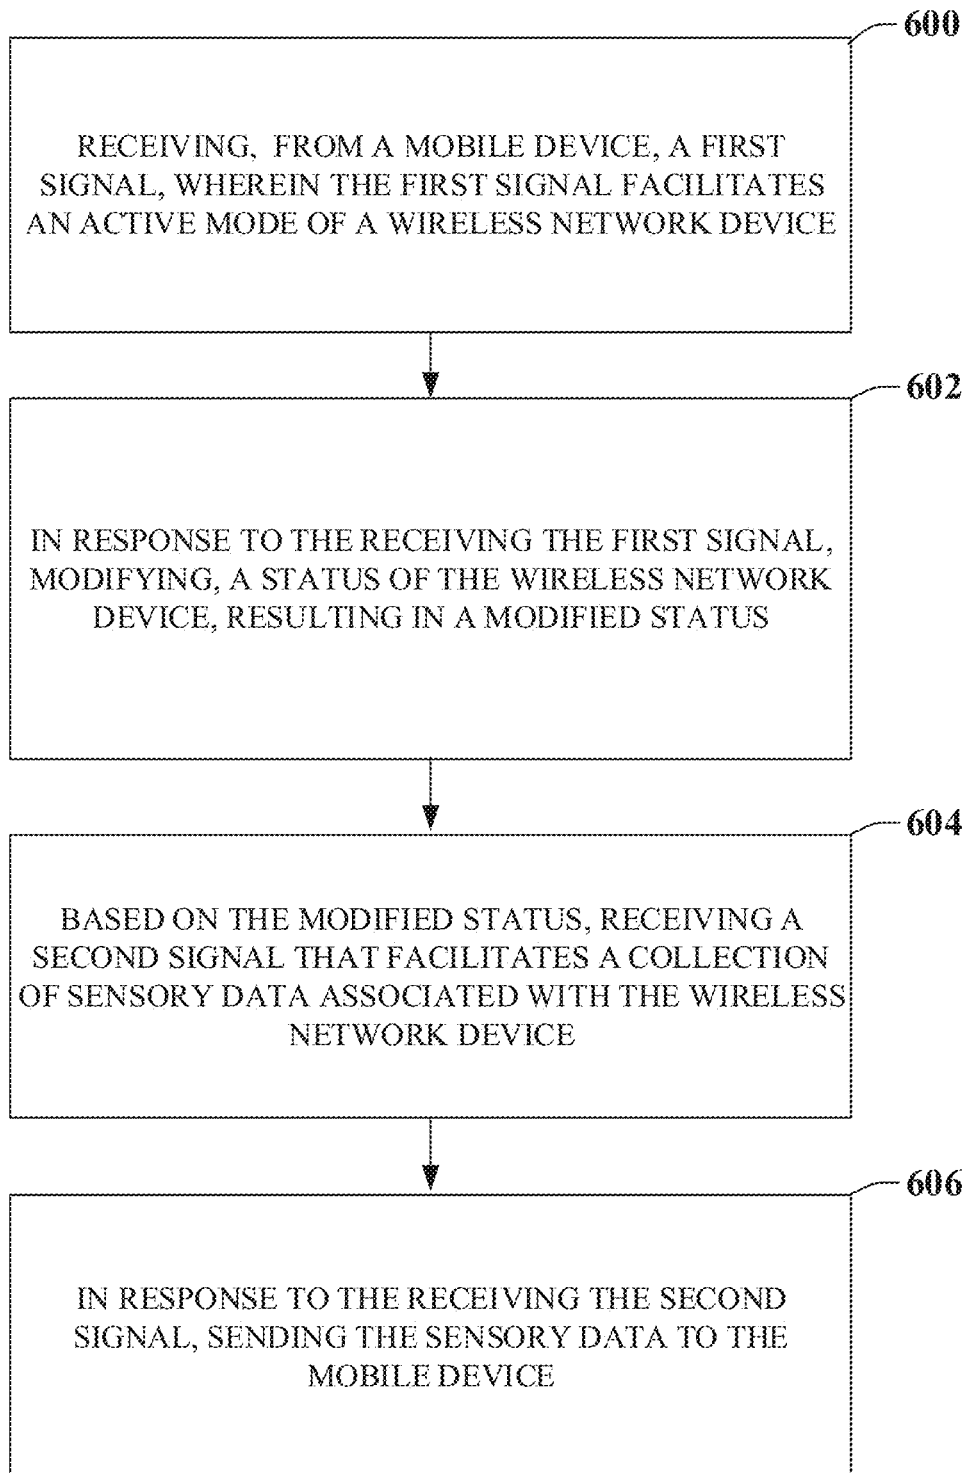 600
RECEIVING, FROM A MOBILE DEVICE, A FIRST
SIGNAL, WHEREIN THE FIRST SIGNAL FACILITATES
AN ACTIVE MODE OF A WIRELESS NETWORK DEVICE
602
IN RESPONSE TO THE RECEIVING THE FIRST SIGNAL,
MODIFYING, A STATUS OF THE WIRELESS NETWORK
DEVICE, RESULTING IN A MODIFIED STATUS
604
BASED ON THE MODIFIED STATUS, RECEIVING A
SECOND SIGNAL THAT FACILITATES A COLLECTION
OF SENSORY DATA ASSOCIATED WITH THE WIRELESS
NETWORK DEVICE
606
IN RESPONSE TO THE RECEIVING THE SECOND
SIGNAL, SENDING THE SENSORY DATA TO THE
MOBILE DEVICE